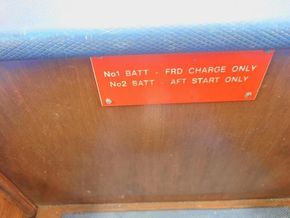 No1 BATT - FRD CHARGE ONLY
No2 BATT - AFT START ONLY